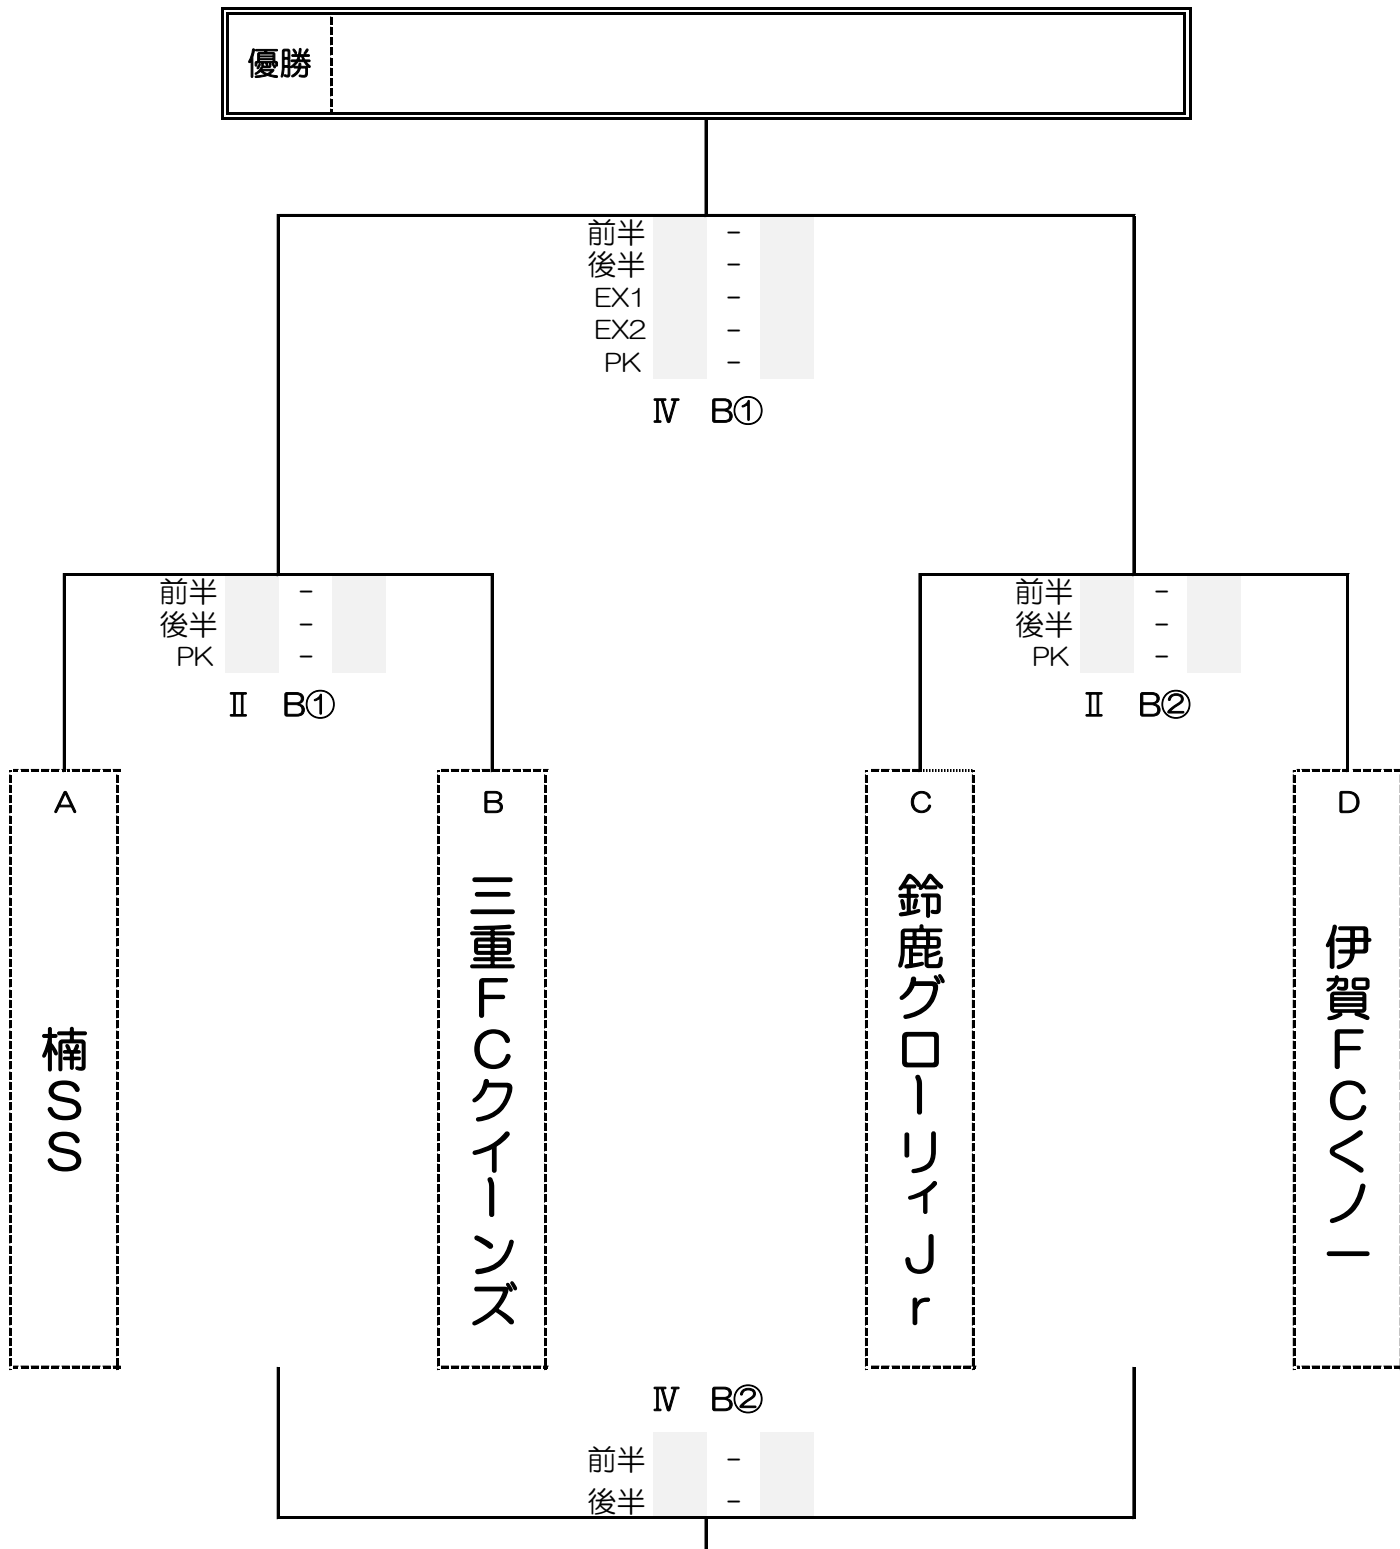 優勝
前半 -
後半 -
EX1 -
EX2 -
PK -
Ⅳ B①
前半 -
後半 -
PK -
Ⅱ B①
前半 -
後半 -
PK -
Ⅱ B②
A
楠SS
B
三重FCクイーンズ
C
鈴鹿グローリィJr
D
伊賀FCくノ一
Ⅳ B②
前半 -
後半 -